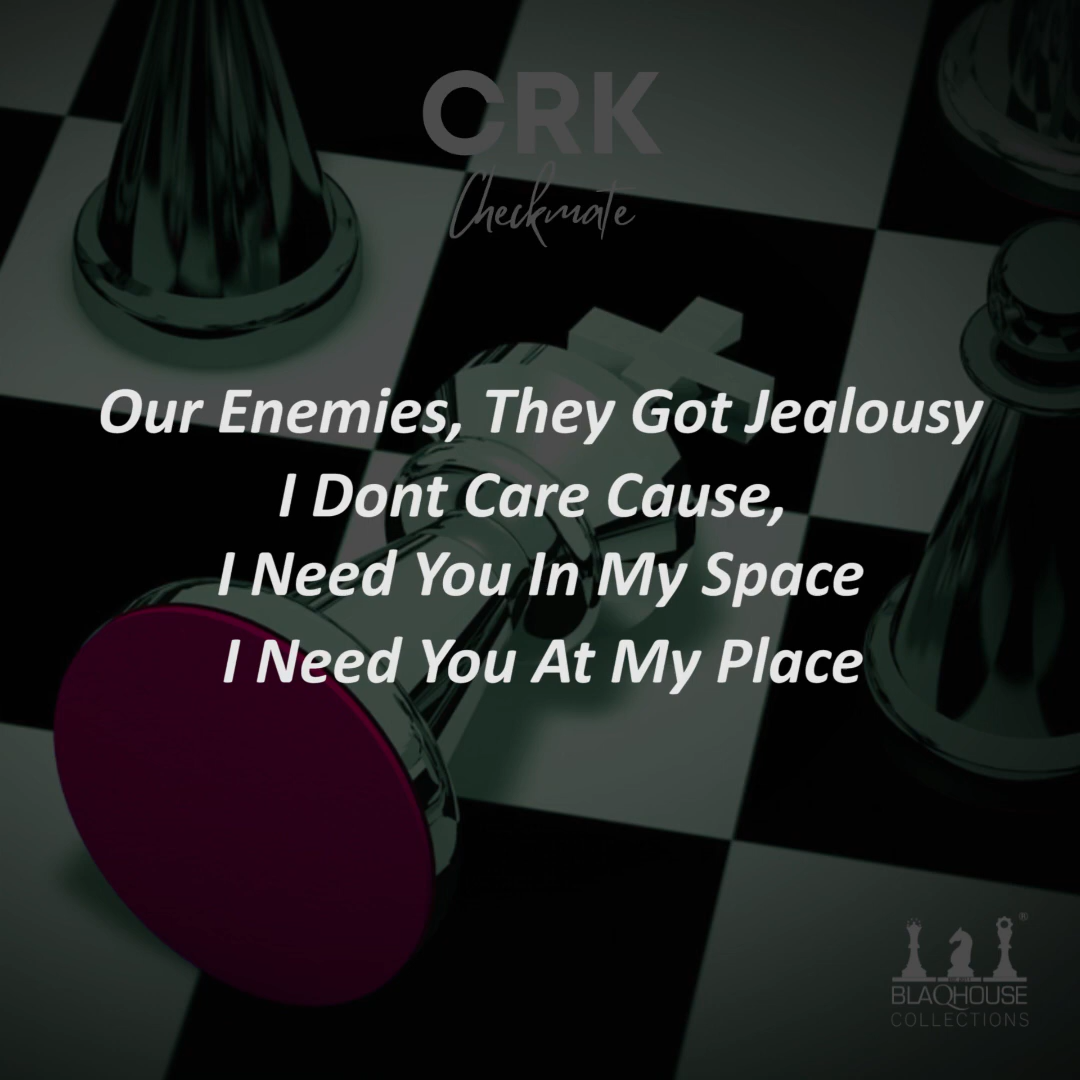 CRK
Checkmate
Our Enemies, They Got Jealousy
I Dont Care Cause,
I Need You In My Space
I Need You At My Place
®
BLAQHOUSE
COLLECTIONS